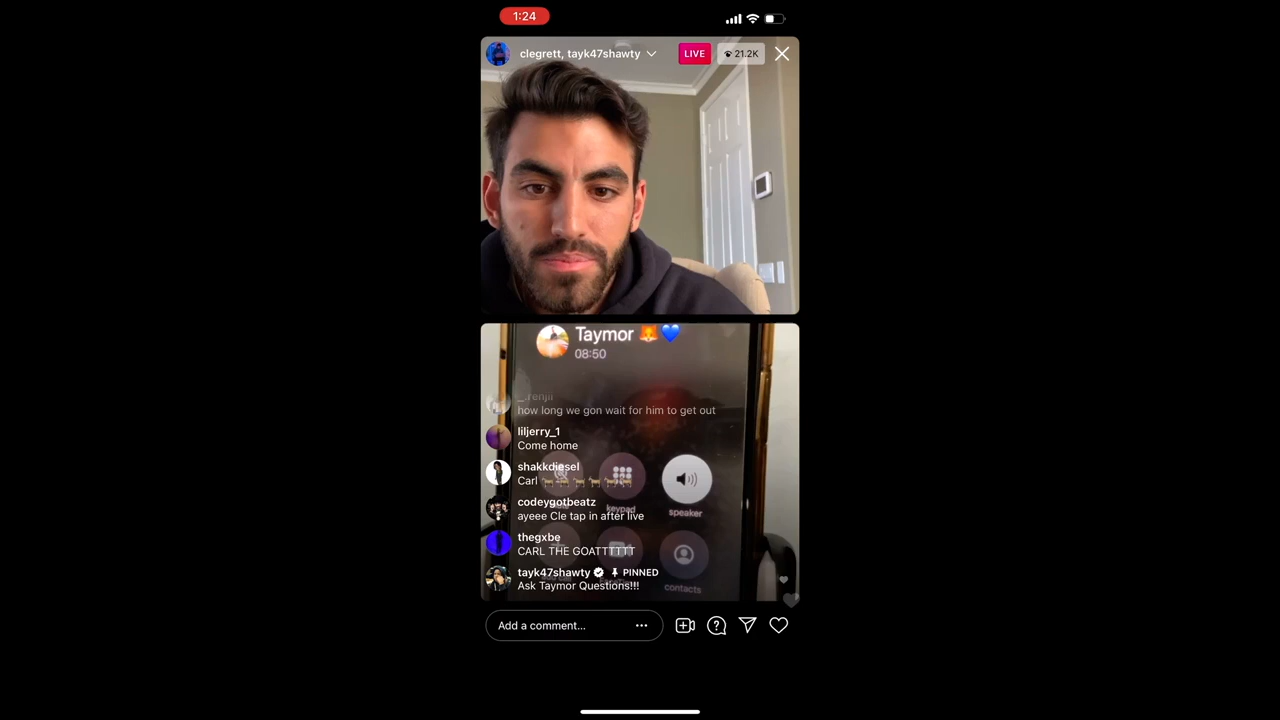 1:24
clegrett, tayk47shawty
LIVE
21.2K
Taymor
08:50
_.renjii
how long we gon wait for him to get out
liljerry_1
Come home
shakkdiesel
Carl
keypad
speaker
codeygotbeatz
ayeee Cle tap in after live
thegxbe
CARL THE GOATTTTTT
contacts
tayk47shawty PINNED
Ask Taymor Questions!!!
Add a comment...